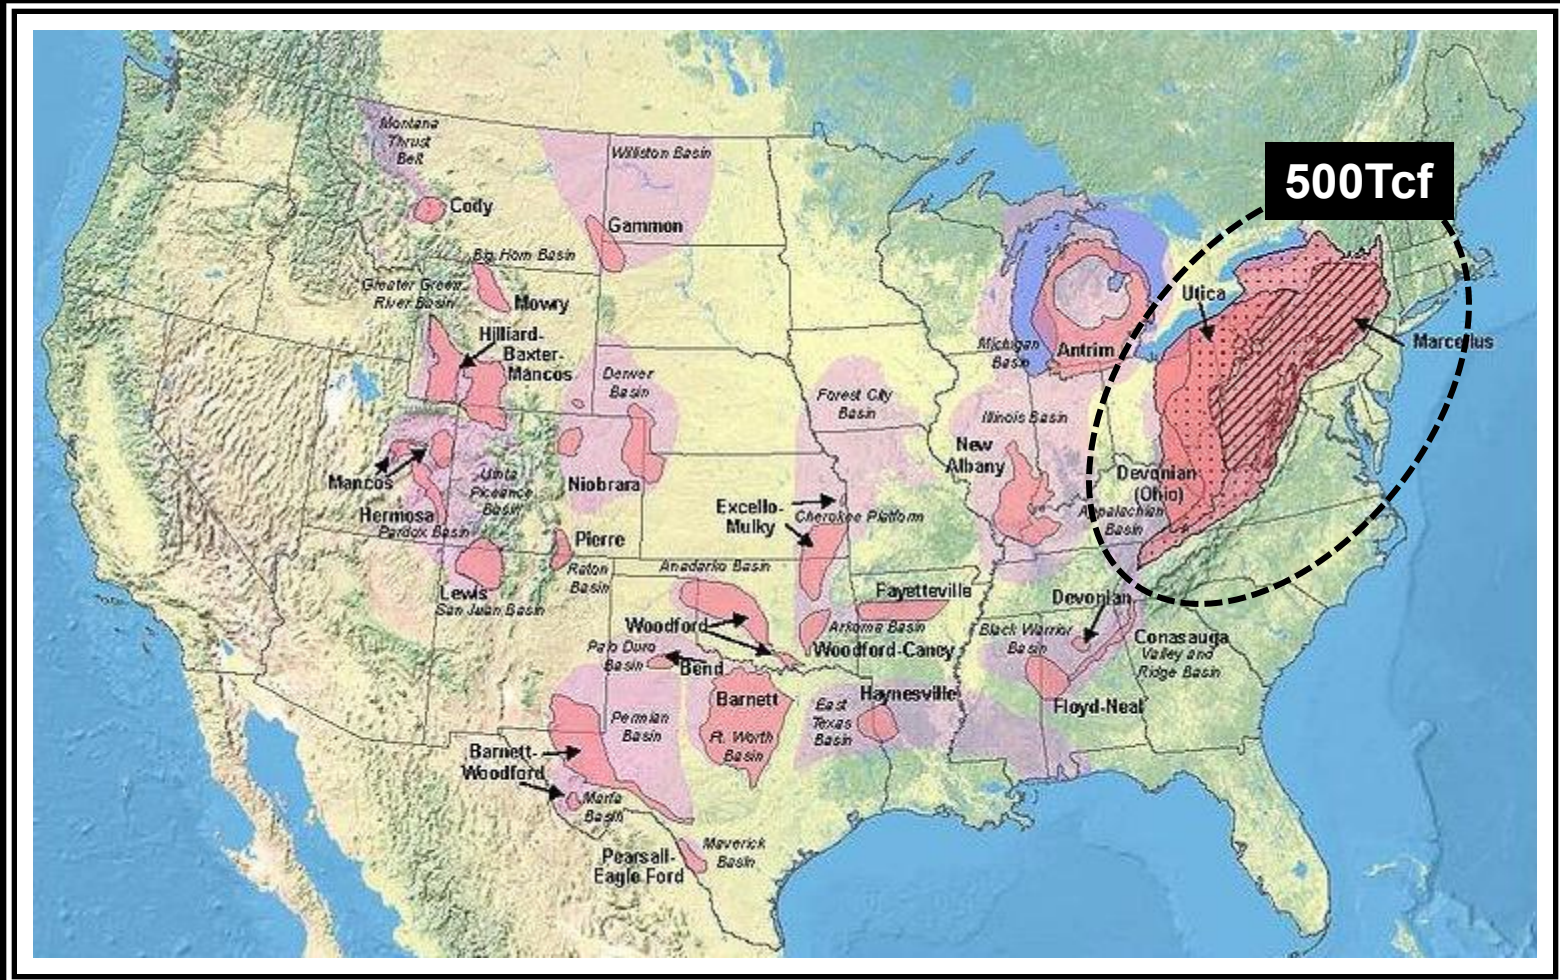 Montana
Thrust
Belt
Williston Basin
500Tcf
Cody
Gammon
Big Horn Basin
Greater Green
River Basin
Mowry
Utica
Hilliard-
Baxter-
Mancos
Michigan
Basin
Antrim
Marcellus
Denver
Basin
Forest City
Basin
Illinois Basin
New
Albany
Mancos
Uinta
Piceance
Basin
Niobrara
Devonian
(Ohio)
Appalachian
Basin
Hermosa
Paradox Basin
Excello-
Mulky
Cherokee Platform
Pierre
Raton
Basin
Anadarko Basin
Lewis
San Juan Basin
Fayetteville
Devonian
Woodford
Arkoma Basin
Black Warrior
Basin
Conasauga
Valley and
Ridge Basin
Palo Duro
Basin
Bend
Woodford-Caney
Barnett
Haynesville
Floyd-Neal
Permian
Basin
Ft. Worth
Basin
East
Texas
Basin
Barnett-
Woodford
Marfa
Basin
Maverick
Basin
Pearsall-
Eagle Ford